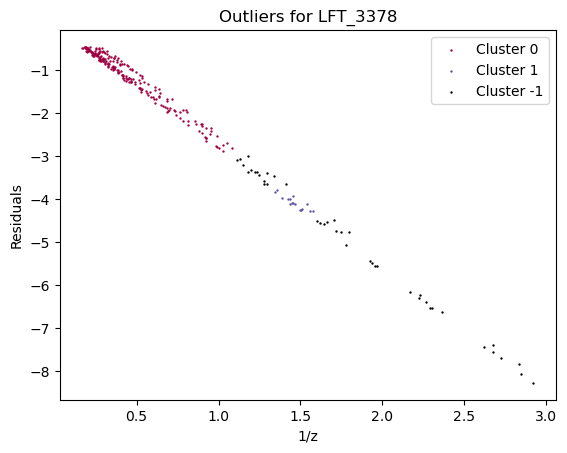 Outliers for LFT_3378
Cluster 0
Cluster 1
Cluster -1
Residuals
−1
−2
−3
−4
−5
−6
−7
−8
0.5 1.0 1.5 2.0 2.5 3.0
1/z